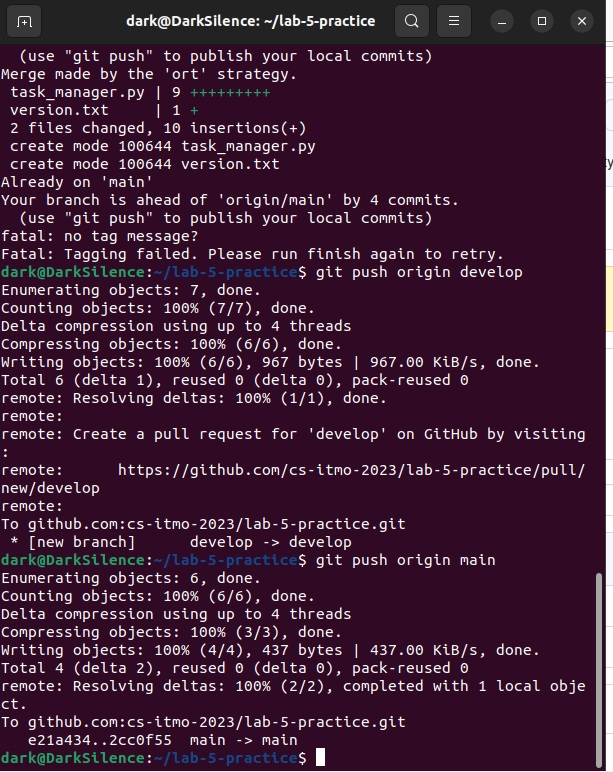 dark@DarkSilence: ~/lab-5-practice
(use "git push" to publish your local commits)
Merge made by the 'ort' strategy.
task_manager.py | 9 +++++++++
version.txt     | 1 +
2 files changed, 10 insertions(+)
create mode 100644 task_manager.py
create mode 100644 version.txt
Already on 'main'
Your branch is ahead of 'origin/main' by 4 commits.
(use "git push" to publish your local commits)
fatal: no tag message?
Fatal: Tagging failed. Please run finish again to retry.
dark@DarkSilence:~/lab-5-practice$ git push origin develop
Enumerating objects: 7, done.
Counting objects: 100% (7/7), done.
Delta compression using up to 4 threads
Compressing objects: 100% (6/6), done.
Writing objects: 100% (6/6), 967 bytes | 967.00 KiB/s, done.
Total 6 (delta 1), reused 0 (delta 0), pack-reused 0
remote: Resolving deltas: 100% (1/1), done.
remote:
remote: Create a pull request for 'develop' on GitHub by visiting
:
remote:      https://github.com/cs-itmo-2023/lab-5-practice/pull/
new/develop
remote:
To github.com:cs-itmo-2023/lab-5-practice.git
* [new branch]      develop -> develop
dark@DarkSilence:~/lab-5-practice$ git push origin main
Enumerating objects: 6, done.
Counting objects: 100% (6/6), done.
Delta compression using up to 4 threads
Compressing objects: 100% (3/3), done.
Writing objects: 100% (4/4), 437 bytes | 437.00 KiB/s, done.
Total 4 (delta 2), reused 0 (delta 0), pack-reused 0
remote: Resolving deltas: 100% (2/2), completed with 1 local obje
ct.
To github.com:cs-itmo-2023/lab-5-practice.git
e21a434..2cc0f55  main -> main
dark@DarkSilence:~/lab-5-practice$